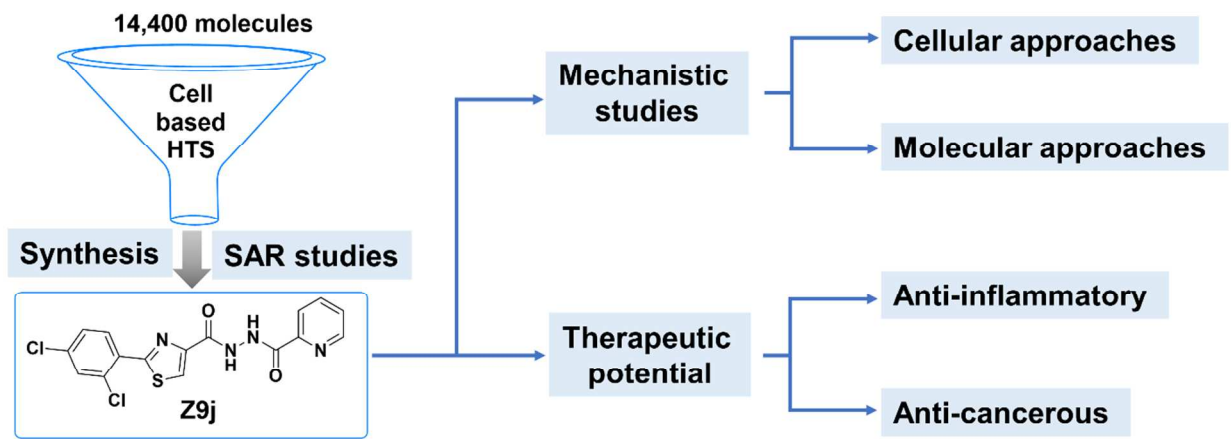 14,400 molecules
Cell
based
HTS
Synthesis
SAR studies
Cl
Cl
N
S
O
N
H
H
N
O
N
Z9j
Mechanistic
studies
Cellular approaches
Molecular approaches
Therapeutic
potential
Anti-inflammatory
Anti-cancerous